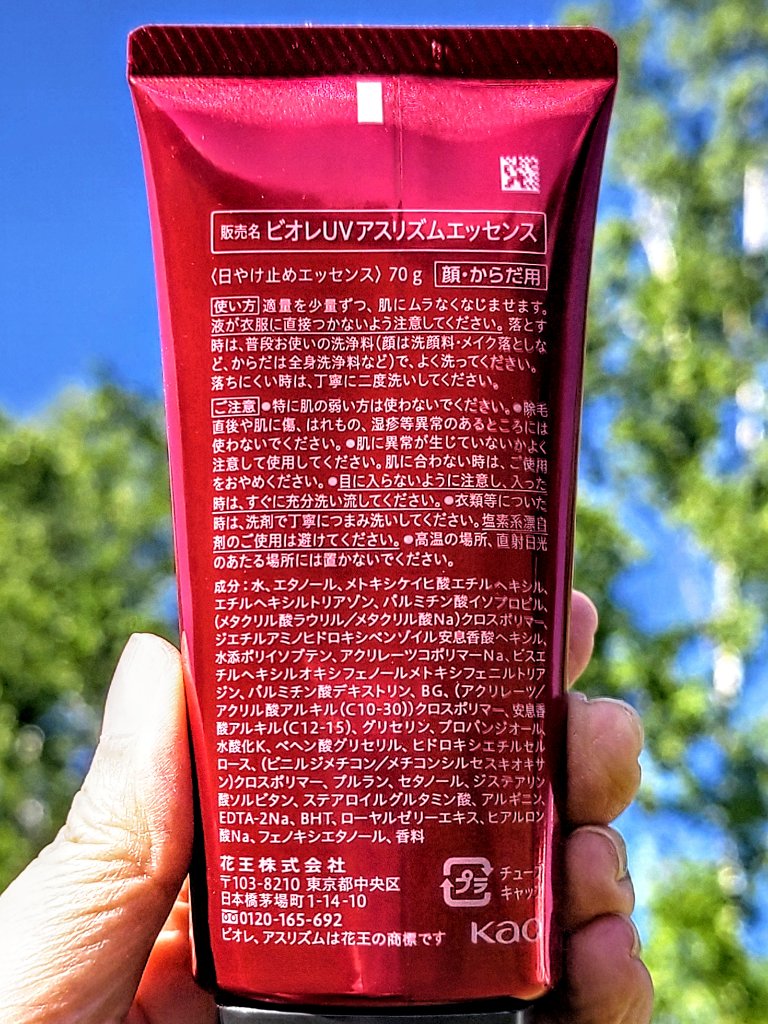 販売名 ビオレUVアスリズムエッセンス
〈日やけ止めエッセンス〉70g 顔・からだ用
使い方 適量を少量ずつ、肌にムラなくなじませます。
液が衣服に直接つかないよう注意してください。落とす
時は、普段お使いの洗浄料(顔は洗顔料・メイク落としな
ど、からだは全身洗浄料など)で、よく洗ってください。
落ちにくい時は、丁寧に二度洗いしてください。
ご注意 ●特に肌の弱い方は使わないでください。●除毛
直後や肌に傷、はれもの、湿疹等異常のあるところには
使わないでください。●肌に異常が生じていないかよく
注意して使用してください。肌に合わない時は、ご使用
をおやめください。●目に入らないように注意し、入った
時は、すぐに充分洗い流してください。●衣類等についた
時は、洗剤で丁寧につまみ洗いしてください。塩素系漂白
剤のご使用は避けてください。●高温の場所、直射日光
のあたる場所には置かないでください。
成分：水、エタノール、メトキシケイヒ酸エチルヘキシル、
エチルヘキシルトリアゾン、パルミチン酸イソプロピル、
(メタクリル酸ラウリル／メタクリル酸Na)クロスポリマー、
ジエチルアミノヒドロキシベンゾイル安息香酸ヘキシル、
水添ポリイソブテン、アクリレーツコポリマーNa、ビスエ
チルヘキシルオキシフェノールメトキシフェニルトリア
ジン、パルミチン酸デキストリン、BG、(アクリレーツ／
アクリル酸アルキル(C10-30))クロスポリマー、安息香
酸アルキル(C12-15)、グリセリン、プロパンジオール、
水酸化K、ベヘン酸グリセリル、ヒドロキシエチルセル
ロース、(ビニルジメチコン／メチコンシルセスキオキサ
ン)クロスポリマー、プルラン、セタノール、ジステアリン
酸ソルビタン、ステアロイルグルタミン酸、アルギニン、
EDTA-2Na、BHT、ローヤルゼリーエキス、ヒアルロン
酸Na、フェノキシエタノール、香料
花王株式会社
〒103-8210 東京都中央区
日本橋茅場町1-14-10
0120-165-692
ビオレ、アスリズムは花王の商標です
プラ
チューブ
キャップ
Kao